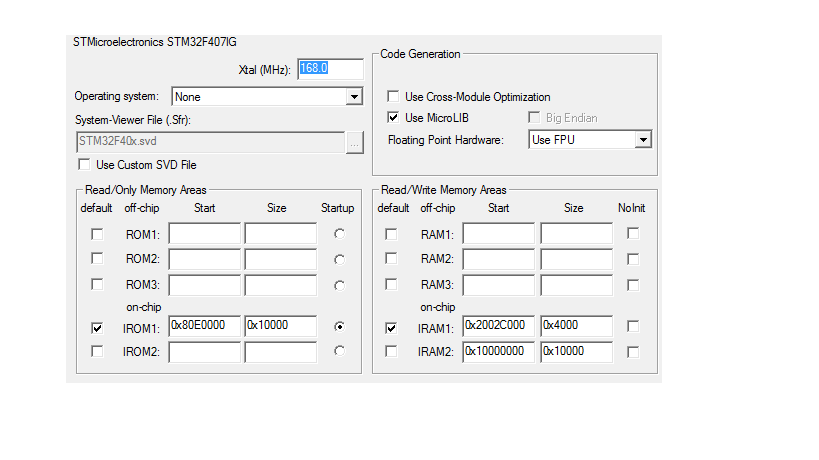 STMicroelectronics STM32F407IG
Xtal (MHz): 168.0
Operating system: None
System-Viewer File (.Sfr):
STM32F40x.svd ...
Use Custom SVD File
Code Generation
Use Cross-Module Optimization
Use MicroLIB Big Endian
Floating Point Hardware: Use FPU
Read/Only Memory Areas
default off-chip Start Size Startup
ROM1:
ROM2:
ROM3:
on-chip
IROM1: 0x80E0000 0x10000
IROM2:
Read/Write Memory Areas
default off-chip Start Size NoInit
RAM1:
RAM2:
RAM3:
on-chip
IRAM1: 0x2002C000 0x4000
IRAM2: 0x10000000 0x10000